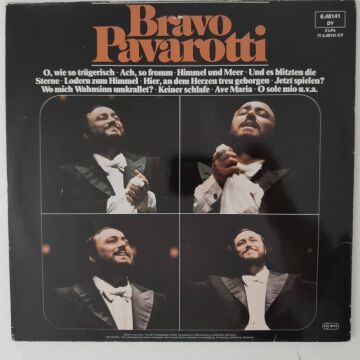 Bravo
Pavarotti
6.48141
DY
2 LPs
O, wie so trügerisch · Ach, so fromm · Himmel und Meer · Und es blitzten die
Sterne · Lodern zum Himmel · Hier, an dem Herzen treu geborgen · Jetzt spielen?
Wo mich Wahnsinn umkrallet? · Keiner schlafe · Ave Maria · O sole mio u.v.a.